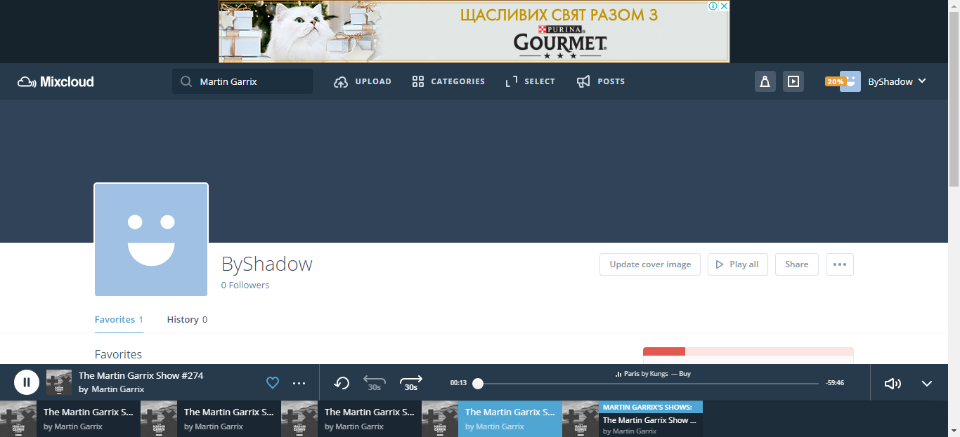 ЩАСЛИВИХ СВЯТ РАЗОМ З
PURINA
GOURMET
Mixcloud
Martin Garrix
UPLOAD
CATEGORIES
SELECT
POSTS
20%
ByShadow
ByShadow
0 Followers
Update cover image
Play all
Share
Favorites 1
History 0
Favorites
The Martin Garrix Show #274
by Martin Garrix
30s
30s
00:13
Paris by Kungs — Buy
-59:46
The Martin Garrix S...
by Martin Garrix
The Martin Garrix S...
by Martin Garrix
The Martin Garrix S...
by Martin Garrix
The Martin Garrix S...
by Martin Garrix
MARTIN GARRIX'S SHOWS:
The Martin Garrix Show ...
by Martin Garrix